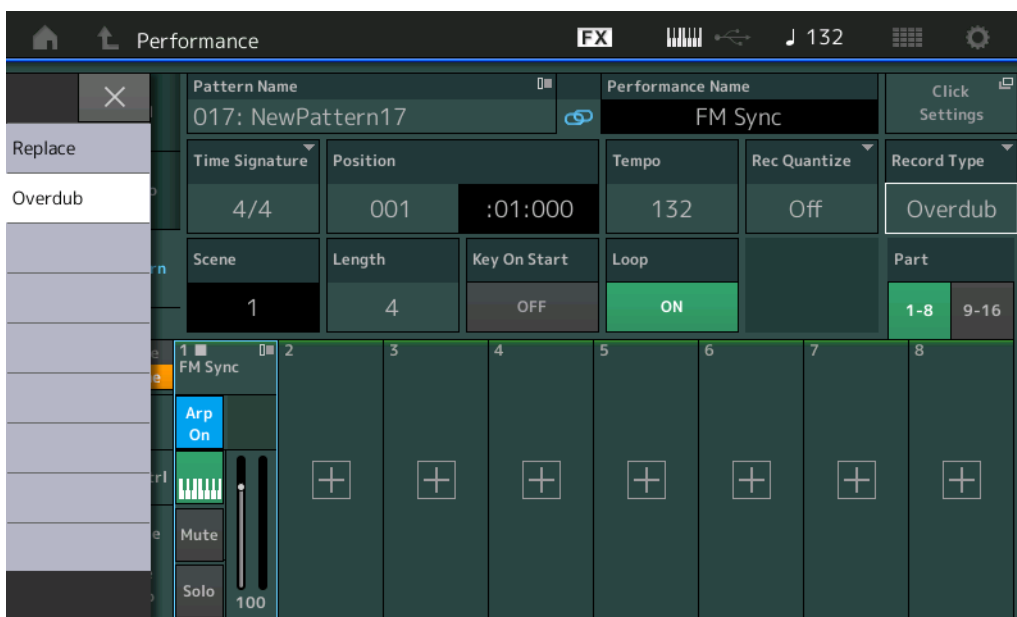 Performance
FX
132
Replace
Overdub
Pattern Name
017: NewPattern17
Performance Name
FM Sync
Click
Settings
Time Signature
4/4
Position
001
:01:000
Tempo
132
Rec Quantize
Off
Record Type
Overdub
Scene
1
Length
4
Key On Start
OFF
Loop
ON
Part
1-8
9-16
1
FM Sync
2
3
4
5
6
7
8
Arp
On
Mute
Solo
100